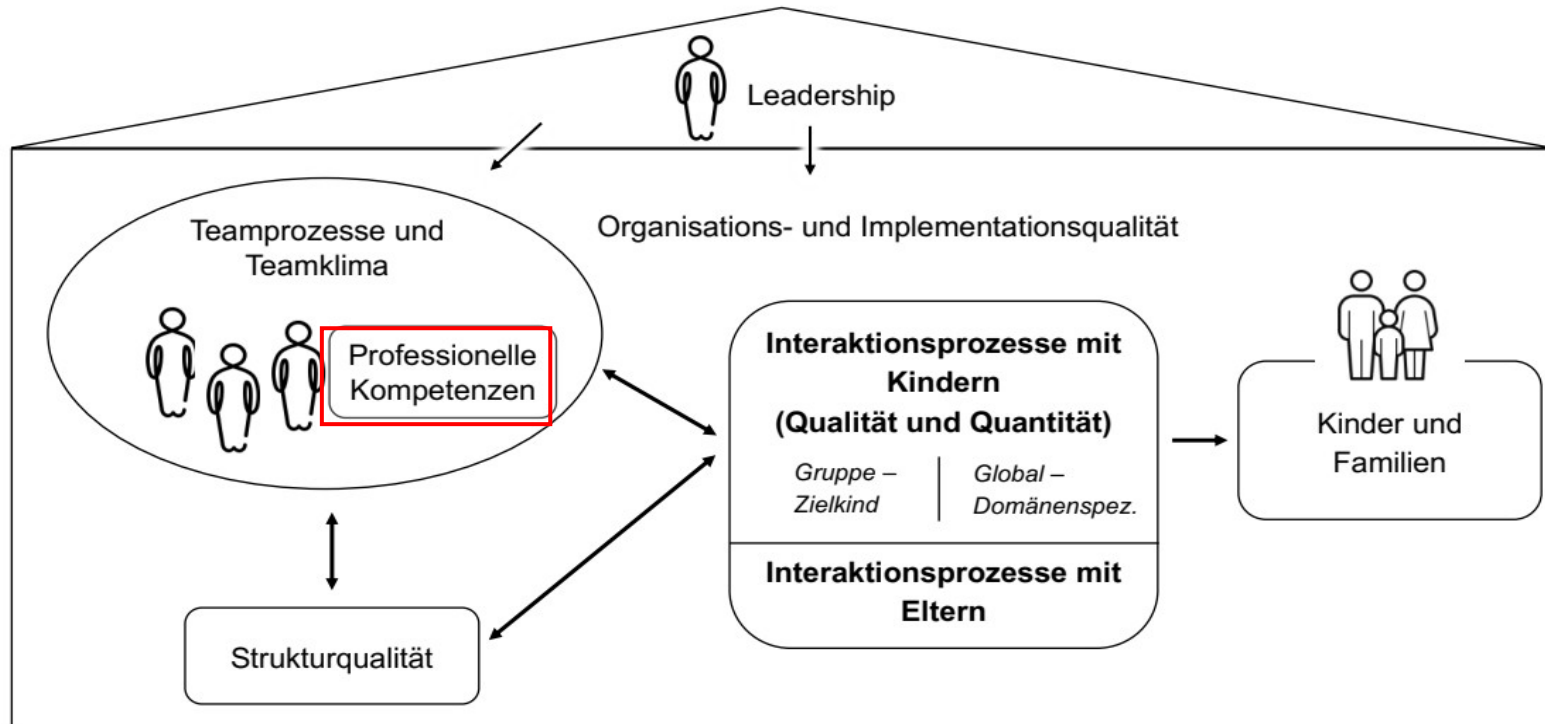 Leadership
Teamprozesse und
Teamklima
Organisations- und Implementationsqualität
Professionelle
Kompetenzen
Interaktionsprozesse mit
Kindern
(Qualität und Quantität)
Gruppe –
Zielkind
Global –
Domänenspez.
Interaktionsprozesse mit
Eltern
Kinder und
Familien
Strukturqualität